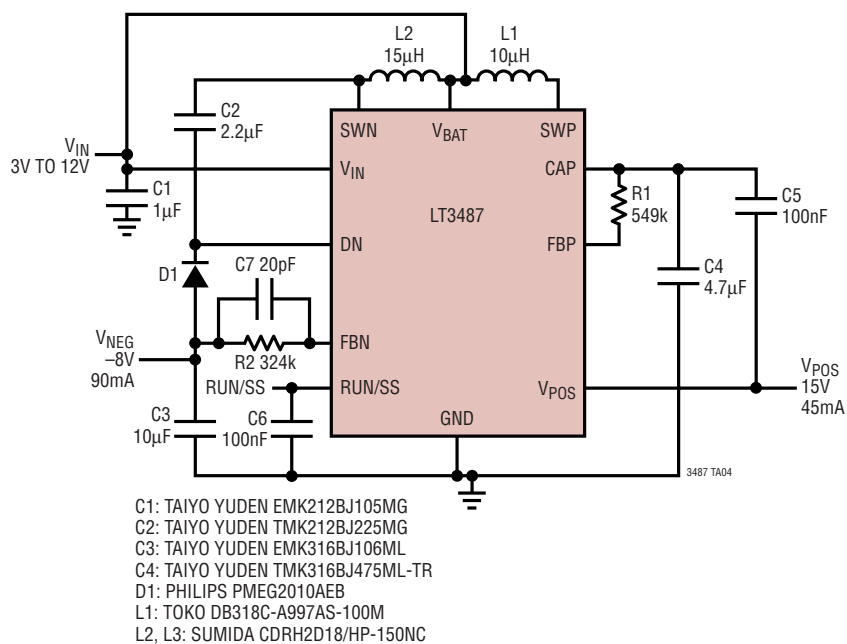 L2
15µH
L1
10µH
C2
2.2µF
SWN
VBAT
SWP
VIN
3V TO 12V
VIN
CAP
C1
1µF
R1
549k
C5
100nF
LT3487
DN
FBP
D1
C7 20pF
C4
4.7µF
VNEG
–8V
90mA
R2 324k
FBN
RUN/SS
RUN/SS
VPOS
VPOS
15V
45mA
C3
10µF
C6
100nF
GND
3487 TA04
C1: TAIYO YUDEN EMK212BJ105MG
C2: TAIYO YUDEN TMK212BJ225MG
C3: TAIYO YUDEN EMK316BJ106ML
C4: TAIYO YUDEN TMK316BJ475ML-TR
D1: PHILIPS PMEG2010AEB
L1: TOKO DB318C-A997AS-100M
L2, L3: SUMIDA CDRH2D18/HP-150NC